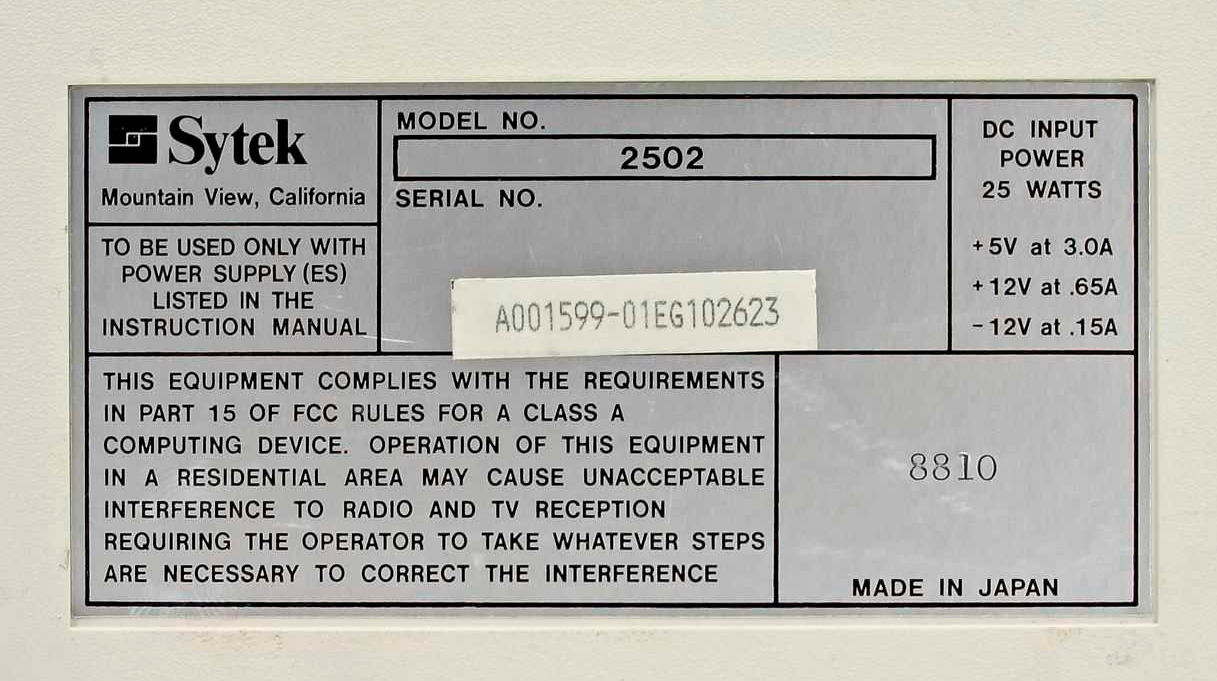 Sytek
Mountain View, California
TO BE USED ONLY WITH
POWER SUPPLY (ES)
LISTED IN THE
INSTRUCTION MANUAL
MODEL NO.
2502
SERIAL NO.
A001599-01EG102623
DC INPUT
POWER
25 WATTS
+5V at 3.0A
+12V at .65A
-12V at .15A
THIS EQUIPMENT COMPLIES WITH THE REQUIREMENTS
IN PART 15 OF FCC RULES FOR A CLASS A
COMPUTING DEVICE. OPERATION OF THIS EQUIPMENT
IN A RESIDENTIAL AREA MAY CAUSE UNACCEPTABLE
INTERFERENCE TO RADIO AND TV RECEPTION
REQUIRING THE OPERATOR TO TAKE WHATEVER STEPS
ARE NECESSARY TO CORRECT THE INTERFERENCE
8810
MADE IN JAPAN